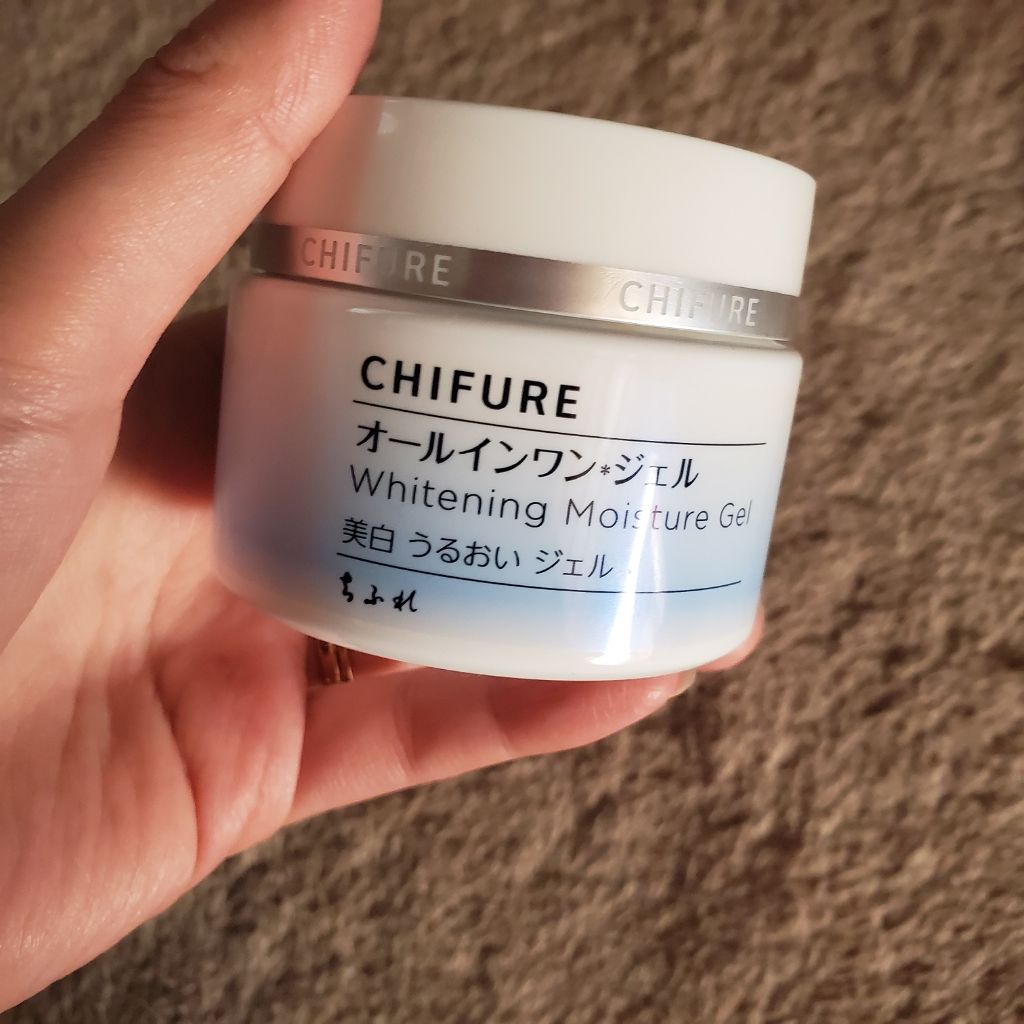 CHIFURE CHIFURE
CHIFURE
オールインワン*ジェル
Whitening Moisture Gel
美白 うるおい ジェル
ちふれ